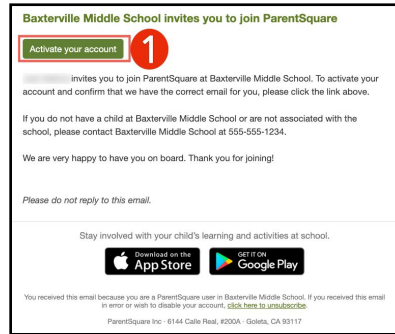 Baxterville Middle School invites you to join ParentSquare
Activate your account
1
invites you to join ParentSquare at Baxterville Middle School. To activate your
account and confirm that we have the correct email for you, please click the link above.
If you do not have a child at Baxterville Middle School or are not associated with the
school, please contact Baxterville Middle School at 555-555-1234.
We are very happy to have you on board. Thank you for joining!
Please do not reply to this email.
Stay involved with your child's learning and activities at school.
Download on the
App Store
GET IT ON
Google Play
You received this email because you are a ParentSquare user in Baxterville Middle School. If you received this email
in error or wish to disable your account, click here to unsubscribe.
ParentSquare Inc · 6144 Calle Real, #200A · Goleta, CA 93117